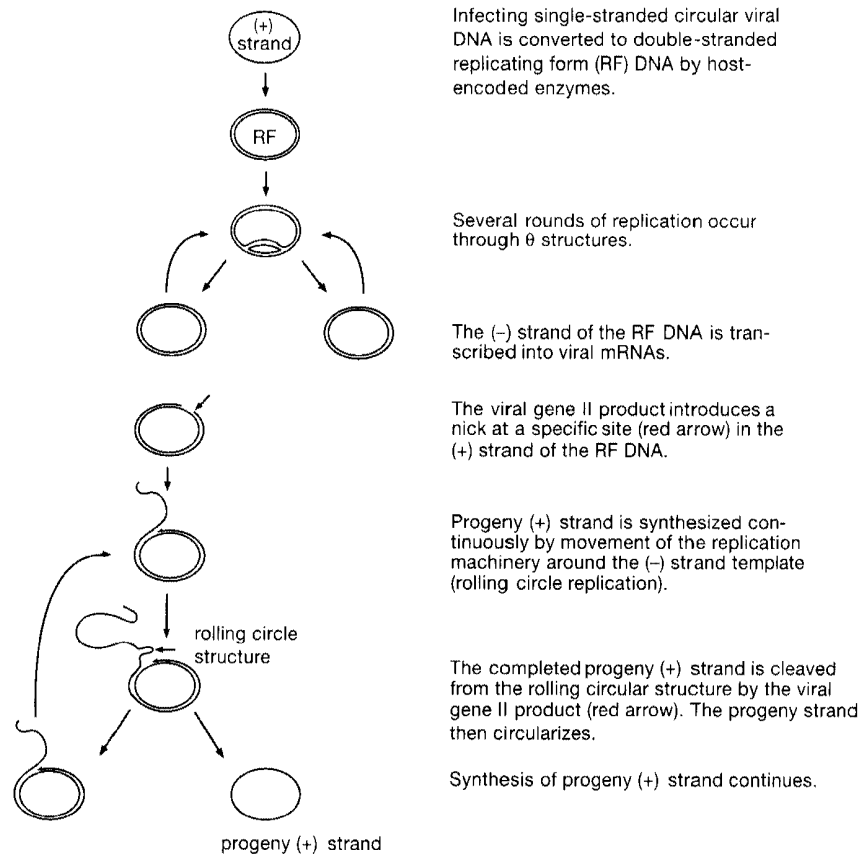 (+)
strand
Infecting single-stranded circular viral
DNA is converted to double-stranded
replicating form (RF) DNA by host-
encoded enzymes.
RF
Several rounds of replication occur
through θ structures.
The (–) strand of the RF DNA is tran-
scribed into viral mRNAs.
The viral gene II product introduces a
nick at a specific site (red arrow) in the
(+) strand of the RF DNA.
Progeny (+) strand is synthesized con-
tinuously by movement of the replication
machinery around the (–) strand template
(rolling circle replication).
rolling circle
structure
The completed progeny (+) strand is cleaved
from the rolling circular structure by the viral
gene II product (red arrow). The progeny strand
then circularizes.
Synthesis of progeny (+) strand continues.
progeny (+) strand